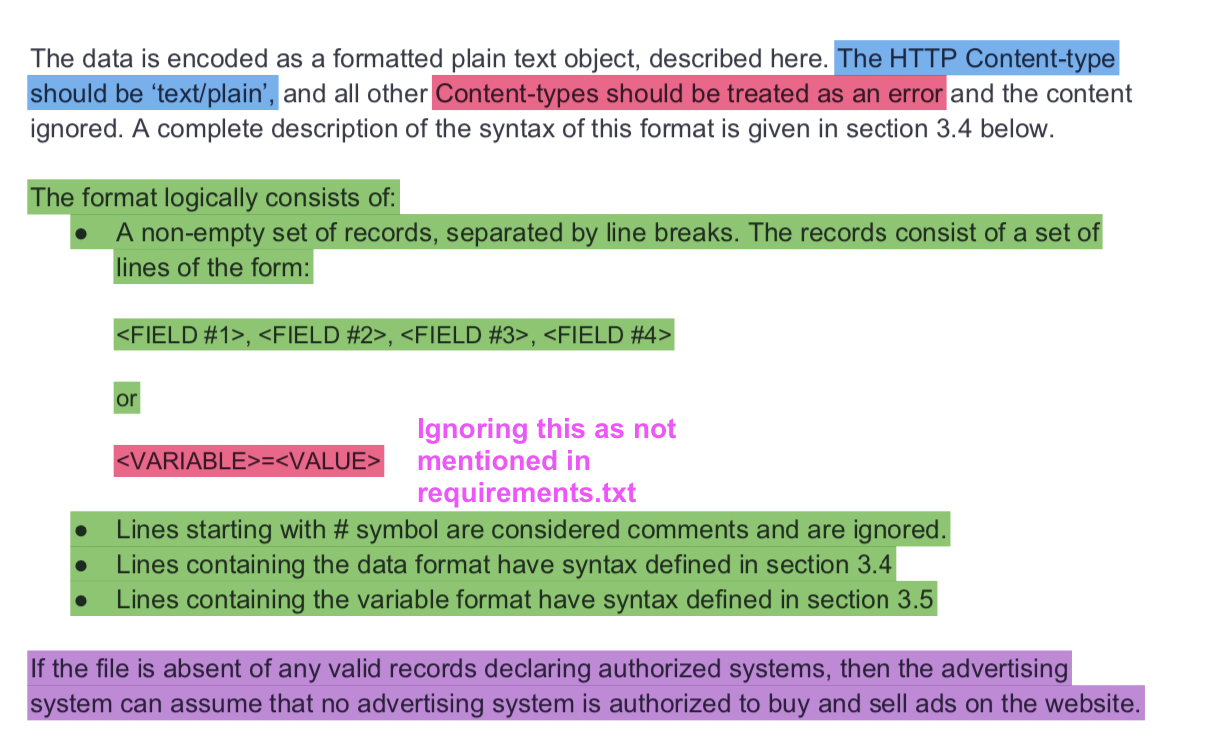 The data is encoded as a formatted plain text object, described here. The HTTP Content-type
should be ‘text/plain’, and all other Content-types should be treated as an error and the content
ignored. A complete description of the syntax of this format is given in section 3.4 below.
The format logically consists of:
● A non-empty set of records, separated by line breaks. The records consist of a set of
lines of the form:
<FIELD #1>, <FIELD #2>, <FIELD #3>, <FIELD #4>
or
<VARIABLE>=<VALUE>
Ignoring this as not
mentioned in
requirements.txt
● Lines starting with # symbol are considered comments and are ignored.
● Lines containing the data format have syntax defined in section 3.4
● Lines containing the variable format have syntax defined in section 3.5
If the file is absent of any valid records declaring authorized systems, then the advertising
system can assume that no advertising system is authorized to buy and sell ads on the website.